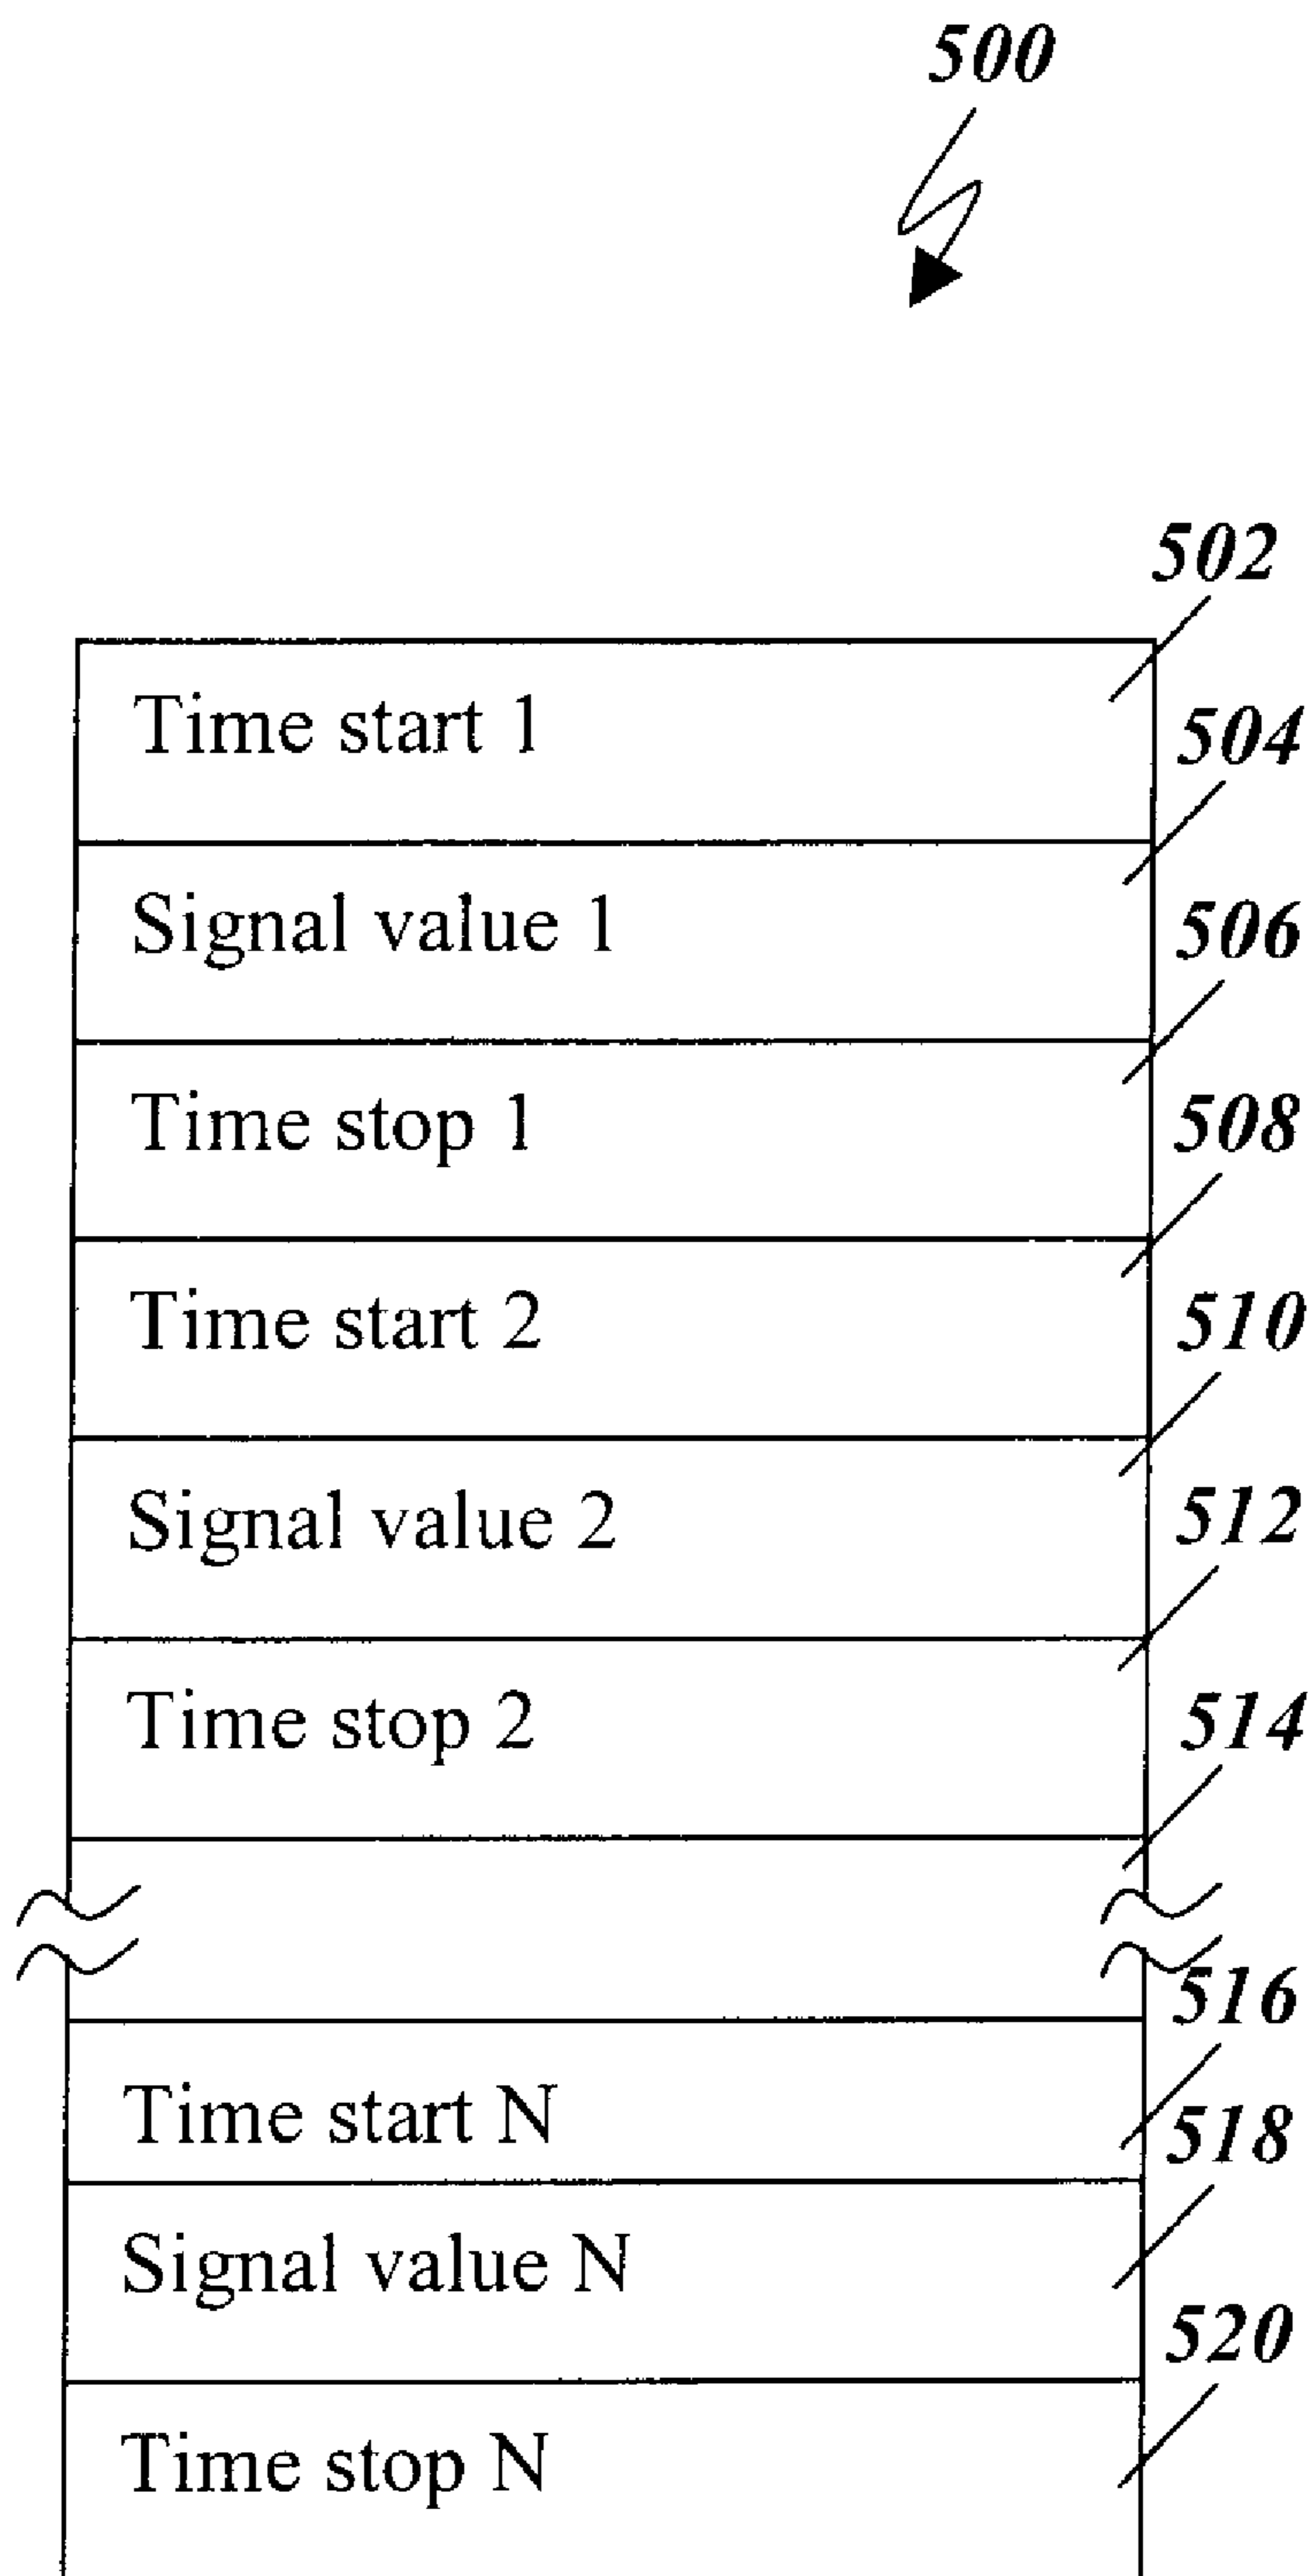 500
502
Time start 1
504
Signal value 1
506
Time stop 1
508
Time start 2
510
Signal value 2
512
Time stop 2
514
516
Time start N
518
Signal value N
520
Time stop N